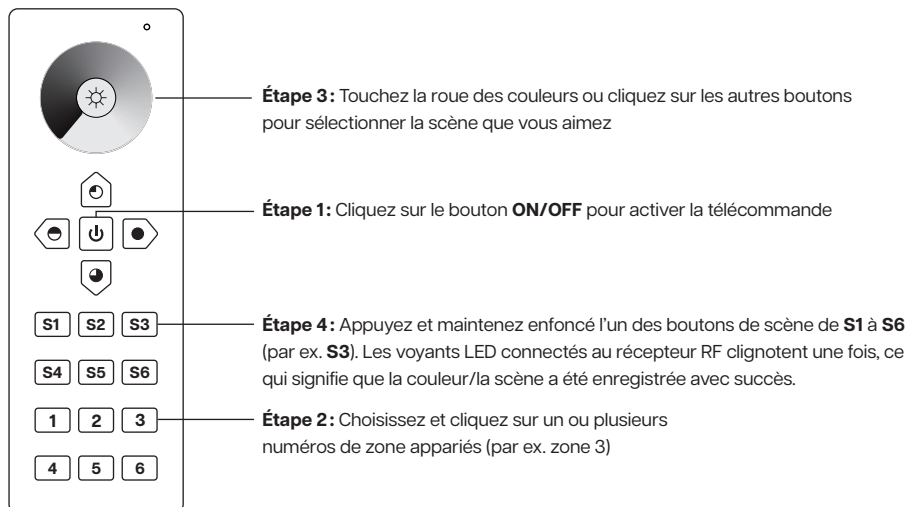 Étape 3 : Touchez la roue des couleurs ou cliquez sur les autres boutons
pour sélectionner la scène que vous aimez
Étape 1 : Cliquez sur le bouton ON/OFF pour activer la télécommande
S1 S2 S3
Étape 4 : Appuyez et maintenez enfoncé l’un des boutons de scène de S1 à S6
(par ex. S3). Les voyants LED connectés au récepteur RF clignotent une fois, ce
qui signifie que la couleur/la scène a été enregistrée avec succès.
S4 S5 S6
1 2 3
Étape 2 : Choisissez et cliquez sur un ou plusieurs
numéros de zone appariés (par ex. zone 3)
4 5 6